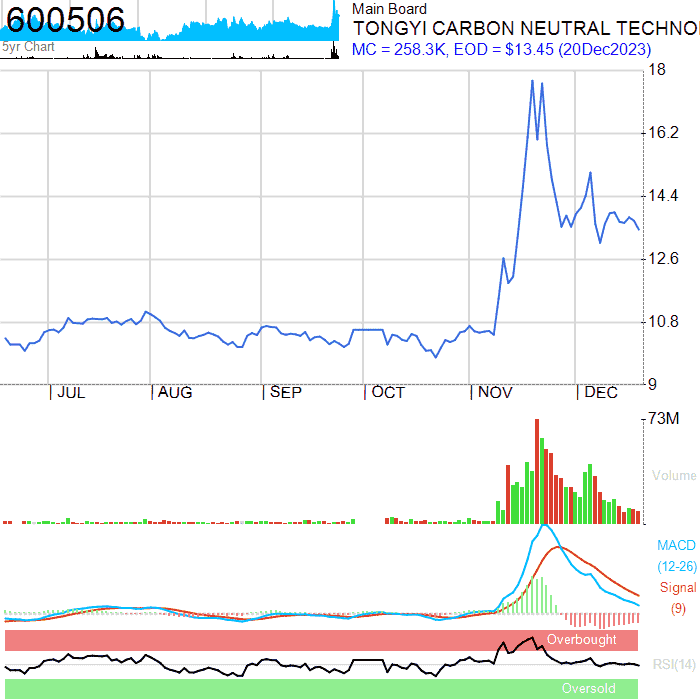 600506
5yr Chart
Main Board
TONGYI CARBON NEUTRAL TECHNO
MC = 258.3K, EOD = $13.45 (20Dec2023)
18
16.2
14.4
12.6
10.8
9
JUL AUG SEP OCT NOV DEC
73M
Volume
MACD
(12-26)
Signal
(9)
Overbought
RSI(14)
Oversold